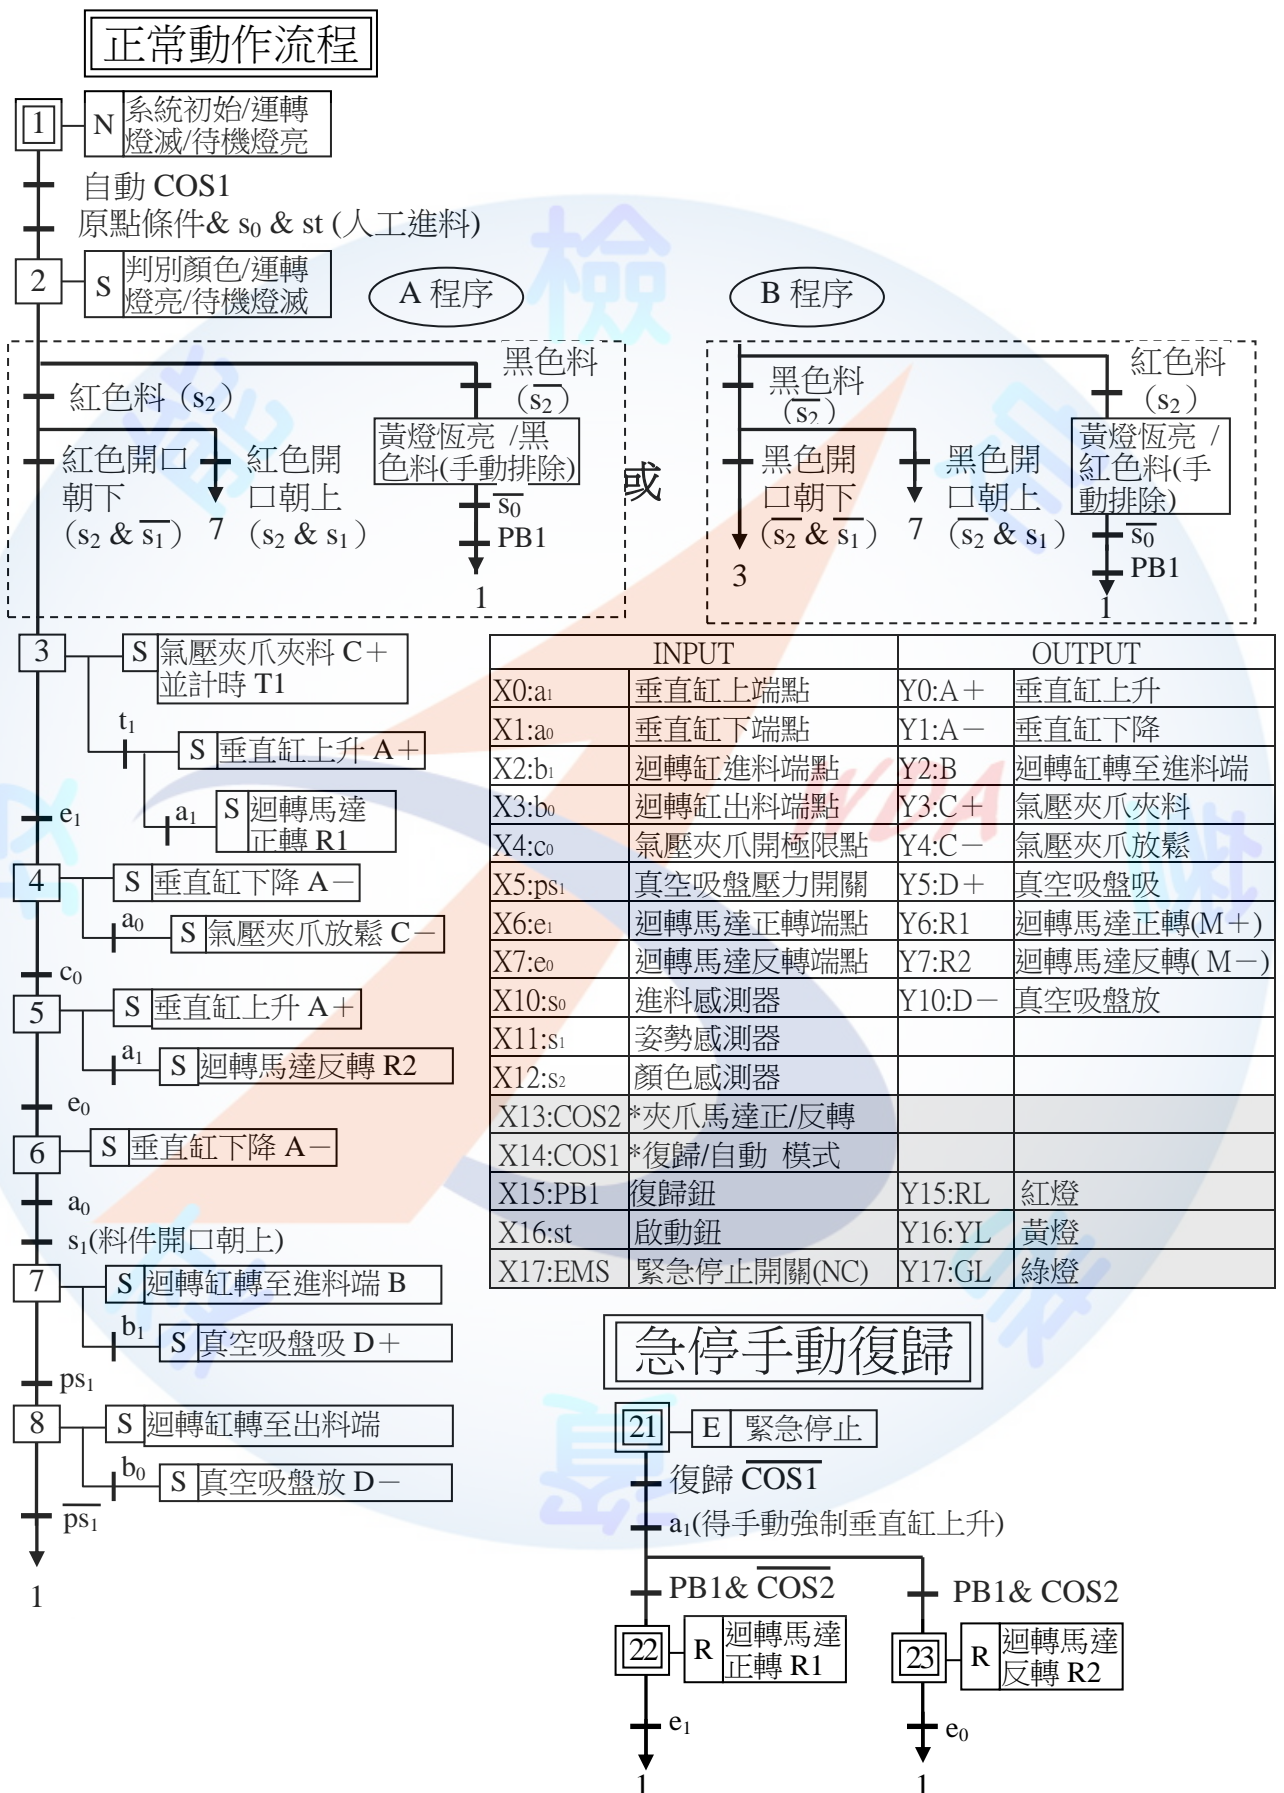 正常動作流程
1
N
系統初始/運轉
燈滅/待機燈亮
自動 COS1
原點條件& s₀ & st (人工進料)
2
S
判別顏色/運轉
燈亮/待機燈滅
A 程序
紅色料（s₂）
黑色料
（s̅₂̅）
紅色開口
朝下
（s₂ & s̅₁̅）
7
紅色開
口朝上
（s₂ & s₁）
黃燈恆亮 /黑
色料(手動排除)
s̅₀̅
PB1
1
或
B 程序
黑色料
（s̅₂̅）
紅色料
（s₂）
黑色開
口朝下
（s̅₂̅ & s̅₁̅）
3
7
黑色開
口朝上
（s̅₂̅ & s₁）
黃燈恆亮 /
紅色料(手
動排除)
s̅₀̅
PB1
1
3
S
氣壓夾爪夾料 C＋
並計時 T1
t₁
S
垂直缸上升 A＋
a₁
S
迴轉馬達
正轉 R1
e₁
4
S
垂直缸下降 A－
a₀
S
氣壓夾爪放鬆 C－
c₀
5
S
垂直缸上升 A＋
a₁
S
迴轉馬達反轉 R2
e₀
6
S
垂直缸下降 A－
a₀
s₁(料件開口朝上)
7
S
迴轉缸轉至進料端 B
b₁
S
真空吸盤吸 D＋
ps₁
8
S
迴轉缸轉至出料端
b₀
S
真空吸盤放 D－
p̅s̅₁̅
1
INPUT OUTPUT
X0:a₁ 垂直缸上端點 Y0:A＋ 垂直缸上升
X1:a₀ 垂直缸下端點 Y1:A－ 垂直缸下降
X2:b₁ 迴轉缸進料端點 Y2:B 迴轉缸轉至進料端
X3:b₀ 迴轉缸出料端點 Y3:C＋ 氣壓夾爪夾料
X4:c₀ 氣壓夾爪開極限點 Y4:C－ 氣壓夾爪放鬆
X5:ps₁ 真空吸盤壓力開關 Y5:D＋ 真空吸盤吸
X6:e₁ 迴轉馬達正轉端點 Y6:R1 迴轉馬達正轉(M＋)
X7:e₀ 迴轉馬達反轉端點 Y7:R2 迴轉馬達反轉( M－)
X10:s₀ 進料感測器 Y10:D－ 真空吸盤放
X11:s₁ 姿勢感測器
X12:s₂ 顏色感測器
X13:COS2 *夾爪馬達正/反轉
X14:COS1 *復歸/自動 模式
X15:PB1 復歸鈕 Y15:RL 紅燈
X16:st 啟動鈕 Y16:YL 黃燈
X17:EMS 緊急停止開關(NC) Y17:GL 綠燈
急停手動復歸
21
E
緊急停止
復歸 C̅O̅S̅1̅
a₁(得手動強制垂直缸上升)
PB1& C̅O̅S̅2̅
PB1& COS2
22
R
迴轉馬達
正轉 R1
23
R
迴轉馬達
反轉 R2
e₁
e₀
1
1
WDA